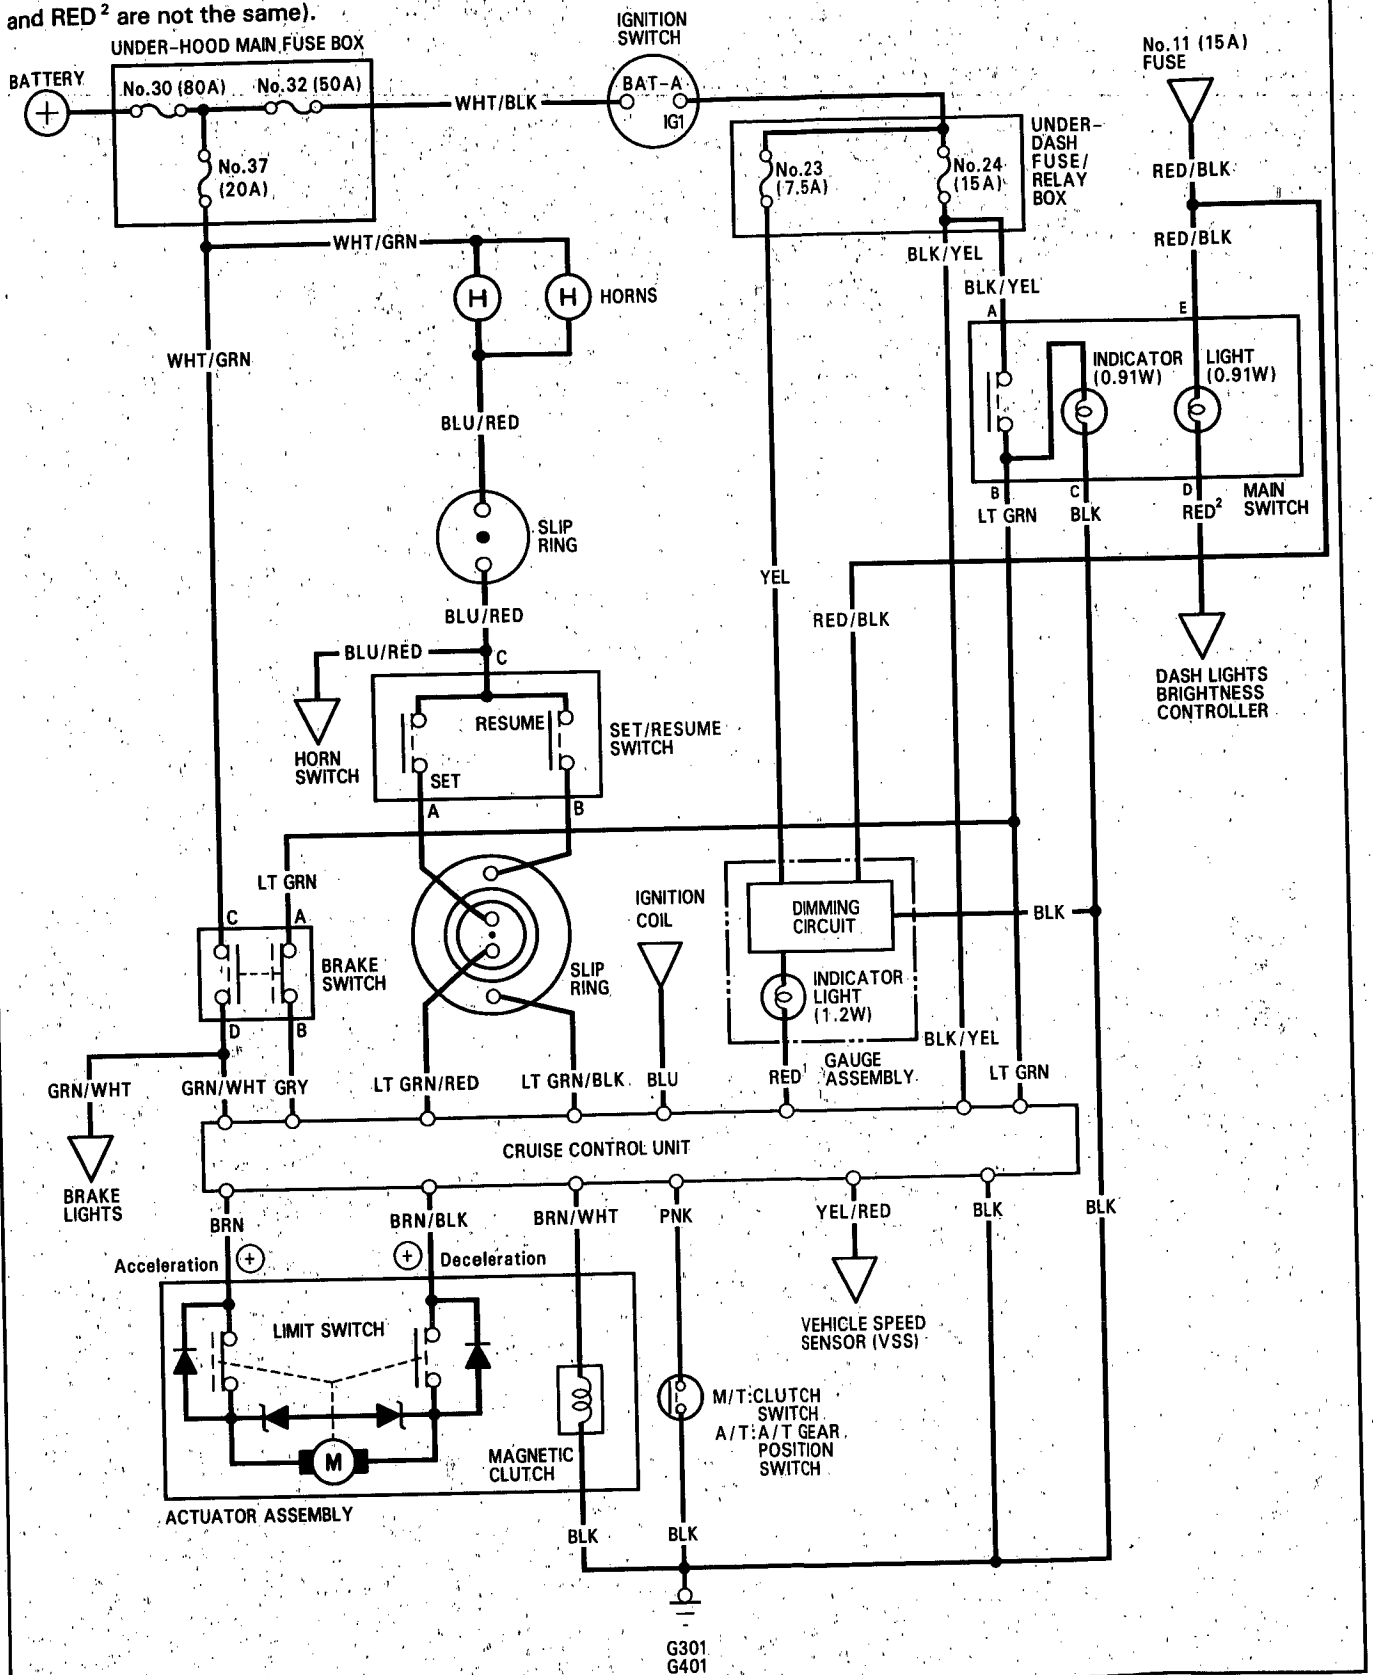 and RED² are not the same).
UNDER-HOOD MAIN FUSE BOX
IGNITION
SWITCH
No.11 (15A)
FUSE
BATTERY
No.30 (80A)
No.32 (50A)
BAT-A
IG1
WHT/BLK
No.37
(20A)
No.23
(7.5A)
No.24
(15A)
UNDER-
DASH
FUSE/
RELAY
BOX
RED/BLK
RED/BLK
WHT/GRN
BLK/YEL
BLK/YEL
H
H
HORNS
A
E
WHT/GRN
INDICATOR
(0.91W)
LIGHT
(0.91W)
BLU/RED
B
C
D
MAIN
SWITCH
LT GRN
BLK
RED²
SLIP
RING
YEL
BLU/RED
RED/BLK
BLU/RED
C
DASH LIGHTS
BRIGHTNESS
CONTROLLER
RESUME
SET
SET/RESUME
SWITCH
HORN
SWITCH
A
B
LT GRN
C
A
IGNITION
COIL
DIMMING
CIRCUIT
BLK
BRAKE
SWITCH
SLIP
RING
INDICATOR
LIGHT
(1.2W)
D
B
BLK/YEL
GAUGE
ASSEMBLY
GRN/WHT
GRN/WHT
GRY
LT GRN/RED
LT GRN/BLK
BLU
RED¹
LT GRN
CRUISE CONTROL UNIT
BRAKE
LIGHTS
BRN
BRN/BLK
BRN/WHT
PNK
YEL/RED
BLK
BLK
Acceleration
+
+
Deceleration
LIMIT SWITCH
VEHICLE SPEED
SENSOR (VSS)
M/T:CLUTCH
SWITCH
A/T:A/T GEAR
POSITION
SWITCH
M
MAGNETIC
CLUTCH
ACTUATOR ASSEMBLY
BLK
BLK
G301
G401